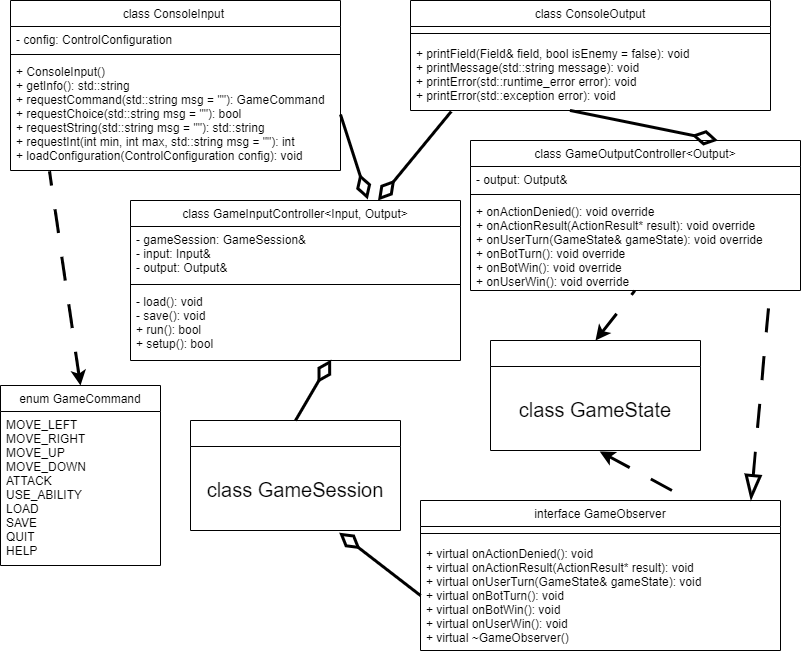 class ConsoleInput
- config: ControlConfiguration
+ ConsoleInput()
+ getInfo(): std::string
+ requestCommand(std::string msg = ""): GameCommand
+ requestChoice(std::string msg = ""): bool
+ requestString(std::string msg = ""): std::string
+ requestInt(int min, int max, std::string msg = ""): int
+ loadConfiguration(ControlConfiguration config): void
class ConsoleOutput
+ printField(Field& field, bool isEnemy = false): void
+ printMessage(std::string message): void
+ printError(std::runtime_error error): void
+ printError(std::exception error): void
class GameOutputController<Output>
- output: Output&
+ onActionDenied(): void override
+ onActionResult(ActionResult* result): void override
+ onUserTurn(GameState& gameState): void override
+ onBotTurn(): void override
+ onBotWin(): void override
+ onUserWin(): void override
class GameInputController<Input, Output>
- gameSession: GameSession&
- input: Input&
- output: Output&
- load(): void
- save(): void
+ run(): bool
+ setup(): bool
class GameState
enum GameCommand
MOVE_LEFT
MOVE_RIGHT
MOVE_UP
MOVE_DOWN
ATTACK
USE_ABILITY
LOAD
SAVE
QUIT
HELP
class GameSession
interface GameObserver
+ virtual onActionDenied(): void
+ virtual onActionResult(ActionResult* result): void
+ virtual onUserTurn(GameState& gameState): void
+ virtual onBotTurn(): void
+ virtual onBotWin(): void
+ virtual onUserWin(): void
+ virtual ~GameObserver()